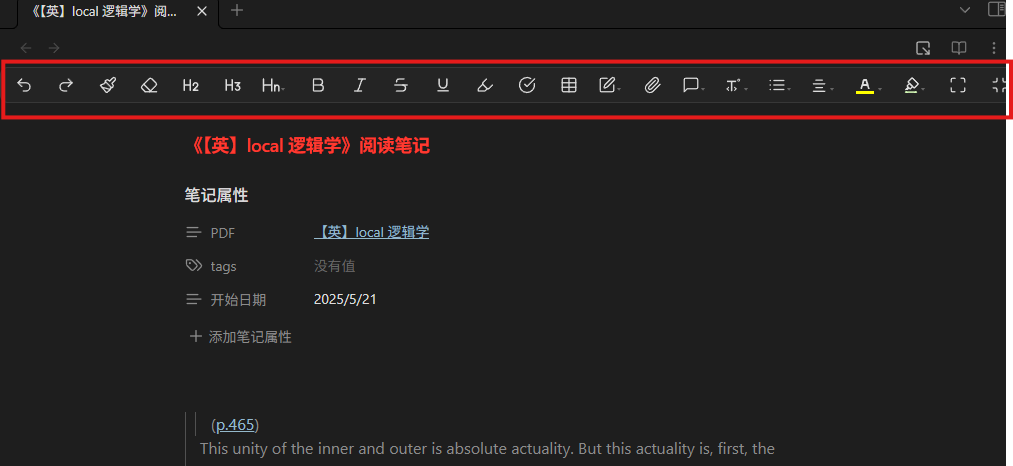 《【英】local 逻辑学》阅...
H2 H3 Hn B I S U T A
《【英】local 逻辑学》阅读笔记
笔记属性
PDF 【英】local 逻辑学
tags 没有值
开始日期 2025/5/21
添加笔记属性
(p.465)
This unity of the inner and outer is absolute actuality. But this actuality is, first, the